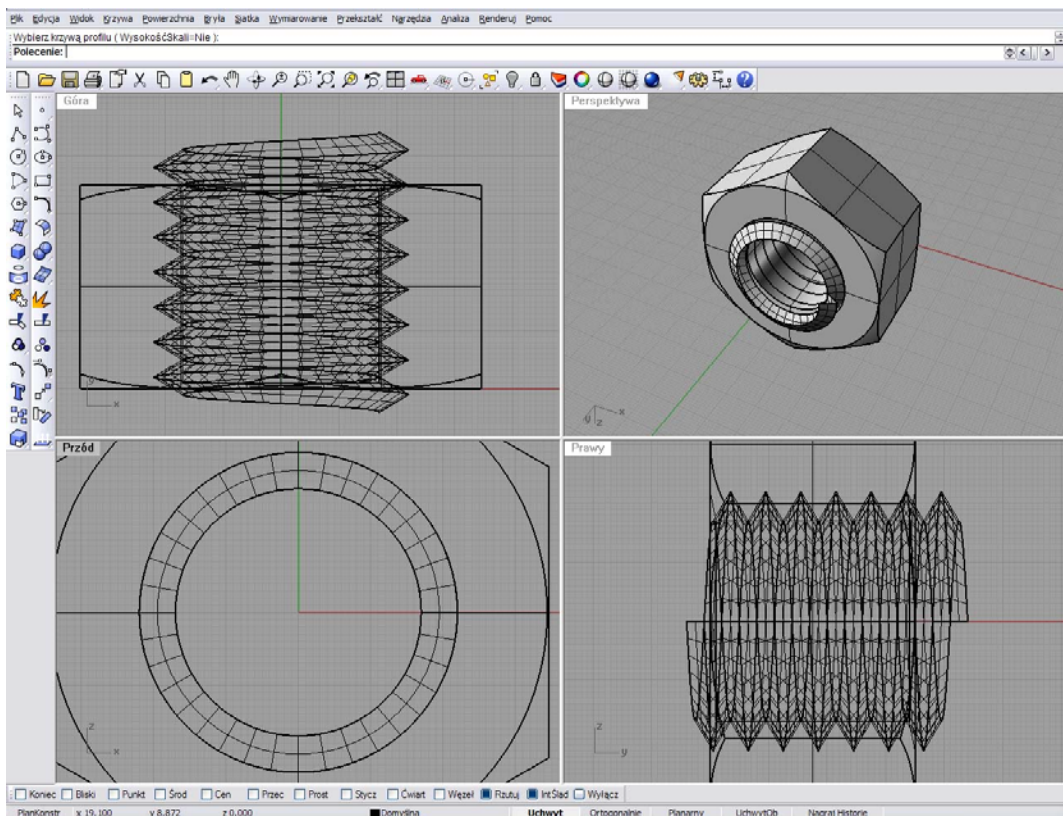 Plik Edycja Widok Krzywa Powierzchnia Bryła Siatka Wymiarowanie Przekształć Narzędzia Analiza Renderuj Pomoc
Wybierz krzywą profilu ( WysokośćSkali=Nie ):
Polecenie:
Góra
Perspektywa
y
x
y
z
x
Przód
Prawy
z
x
z
y
Koniec Bliski Punkt Środ Cen Przec Prost Stycz Ćwiart Węzeł Rzutuj IntŚlad Wyłącz
PłanKonstr x 19.100 y 8.872 z 0.000 Domyślna Uchwyt Ortogonalnie Planarny UchwytOb Nagraj Historię